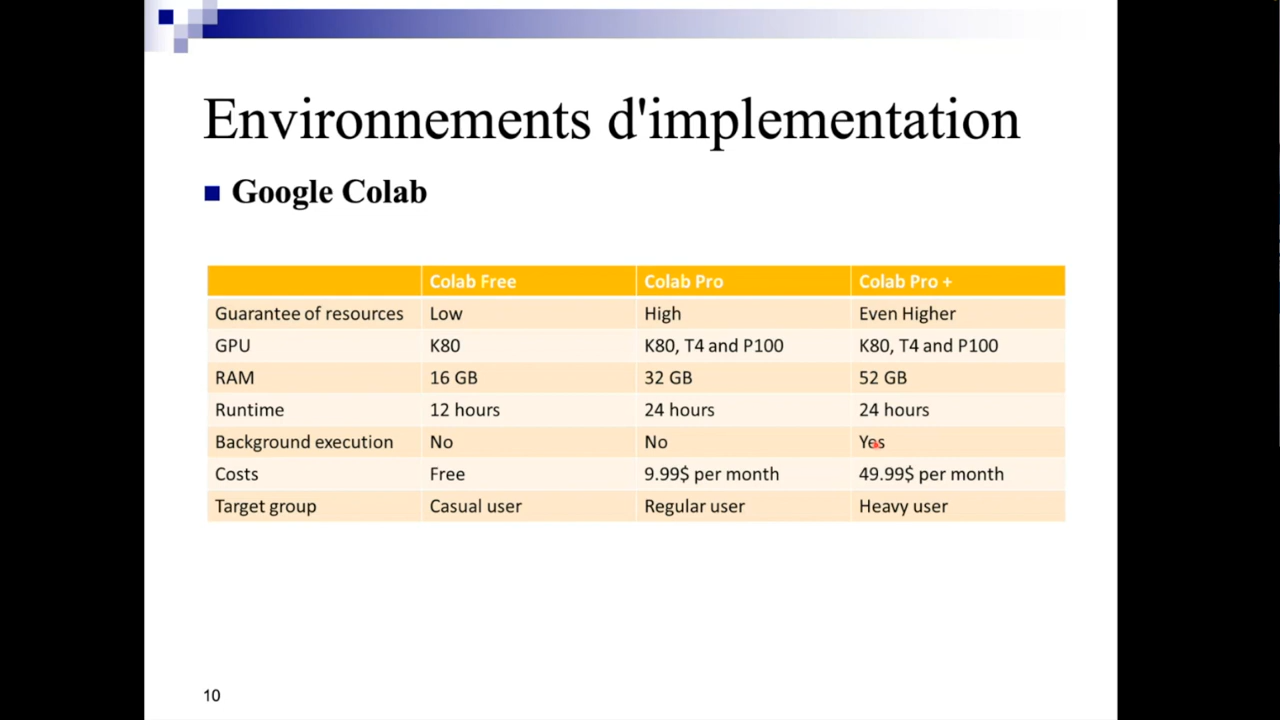 Environnements d'implementation
Google Colab
Colab Free Colab Pro Colab Pro +
Guarantee of resources Low High Even Higher
GPU K80 K80, T4 and P100 K80, T4 and P100
RAM 16 GB 32 GB 52 GB
Runtime 12 hours 24 hours 24 hours
Background execution No No Yes
Costs Free 9.99$ per month 49.99$ per month
Target group Casual user Regular user Heavy user
10